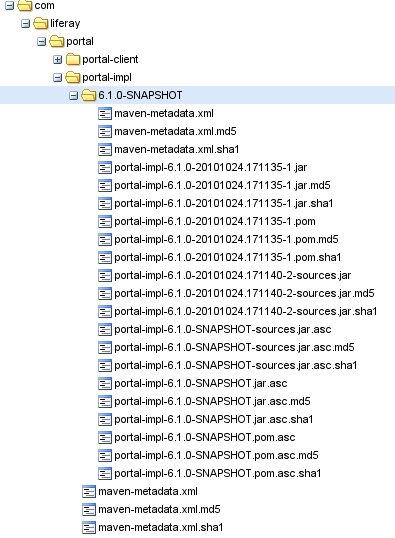 com
liferay
portal
portal-client
portal-impl
6.1.0-SNAPSHOT
maven-metadata.xml
maven-metadata.xml.md5
maven-metadata.xml.sha1
portal-impl-6.1.0-20101024.171135-1.jar
portal-impl-6.1.0-20101024.171135-1.jar.md5
portal-impl-6.1.0-20101024.171135-1.jar.sha1
portal-impl-6.1.0-20101024.171135-1.pom
portal-impl-6.1.0-20101024.171135-1.pom.md5
portal-impl-6.1.0-20101024.171135-1.pom.sha1
portal-impl-6.1.0-20101024.171140-2-sources.jar
portal-impl-6.1.0-20101024.171140-2-sources.jar.md5
portal-impl-6.1.0-20101024.171140-2-sources.jar.sha1
portal-impl-6.1.0-SNAPSHOT-sources.jar.asc
portal-impl-6.1.0-SNAPSHOT-sources.jar.asc.md5
portal-impl-6.1.0-SNAPSHOT-sources.jar.asc.sha1
portal-impl-6.1.0-SNAPSHOT.jar.asc
portal-impl-6.1.0-SNAPSHOT.jar.asc.md5
portal-impl-6.1.0-SNAPSHOT.jar.asc.sha1
portal-impl-6.1.0-SNAPSHOT.pom.asc
portal-impl-6.1.0-SNAPSHOT.pom.asc.md5
portal-impl-6.1.0-SNAPSHOT.pom.asc.sha1
maven-metadata.xml
maven-metadata.xml.md5
maven-metadata.xml.sha1